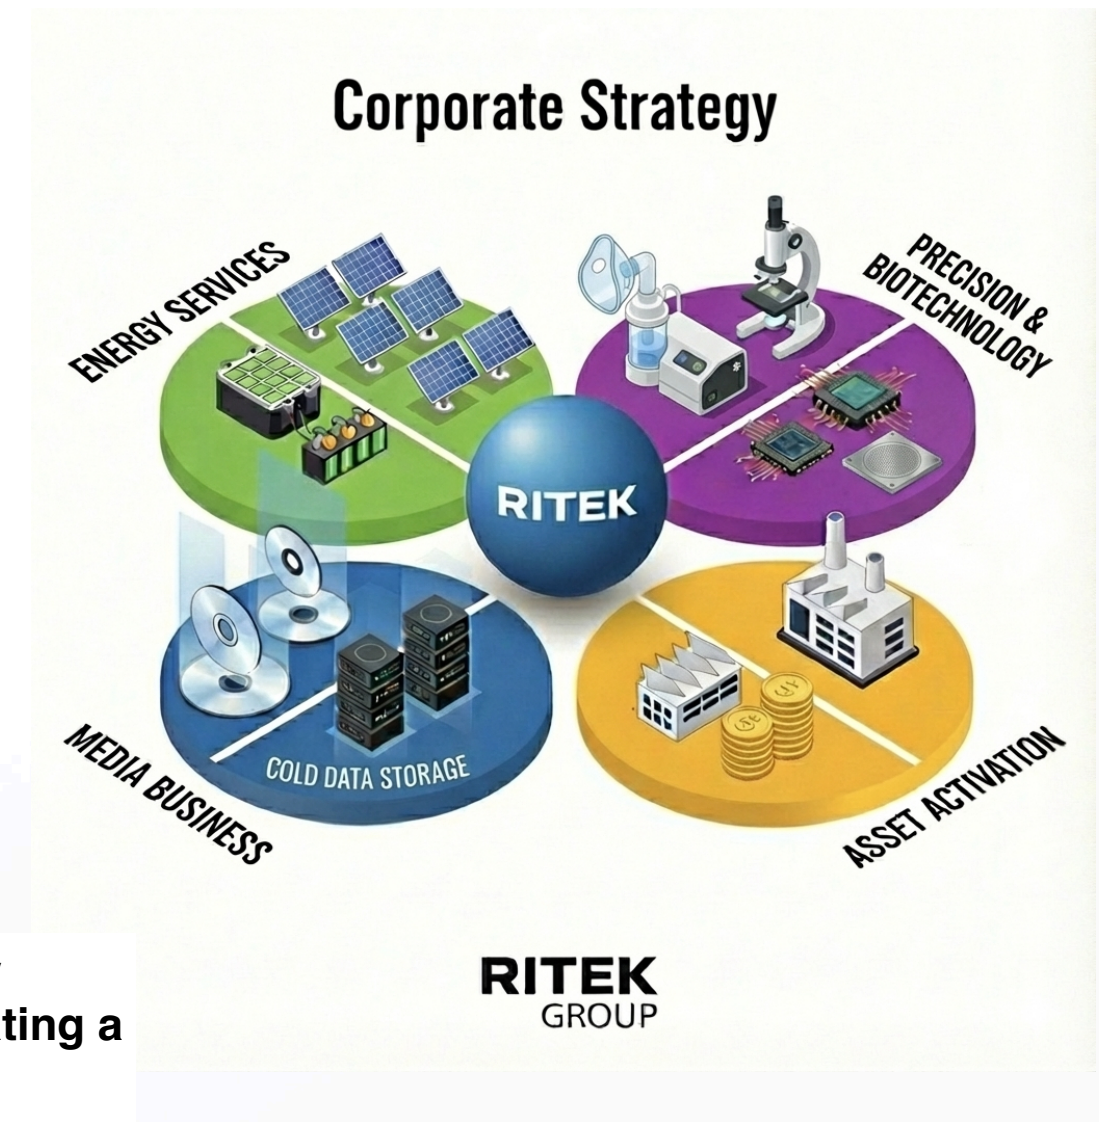 Corporate Strategy
ENERGY SERVICES
PRECISION &
BIOTECHNOLOGY
RITEK
COLD DATA STORAGE
MEDIA BUSINESS
ASSET ACTIVATION
RITEK
GROUP
ting a